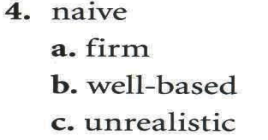 4. naive
a. firm
b. well-based
c. unrealistic